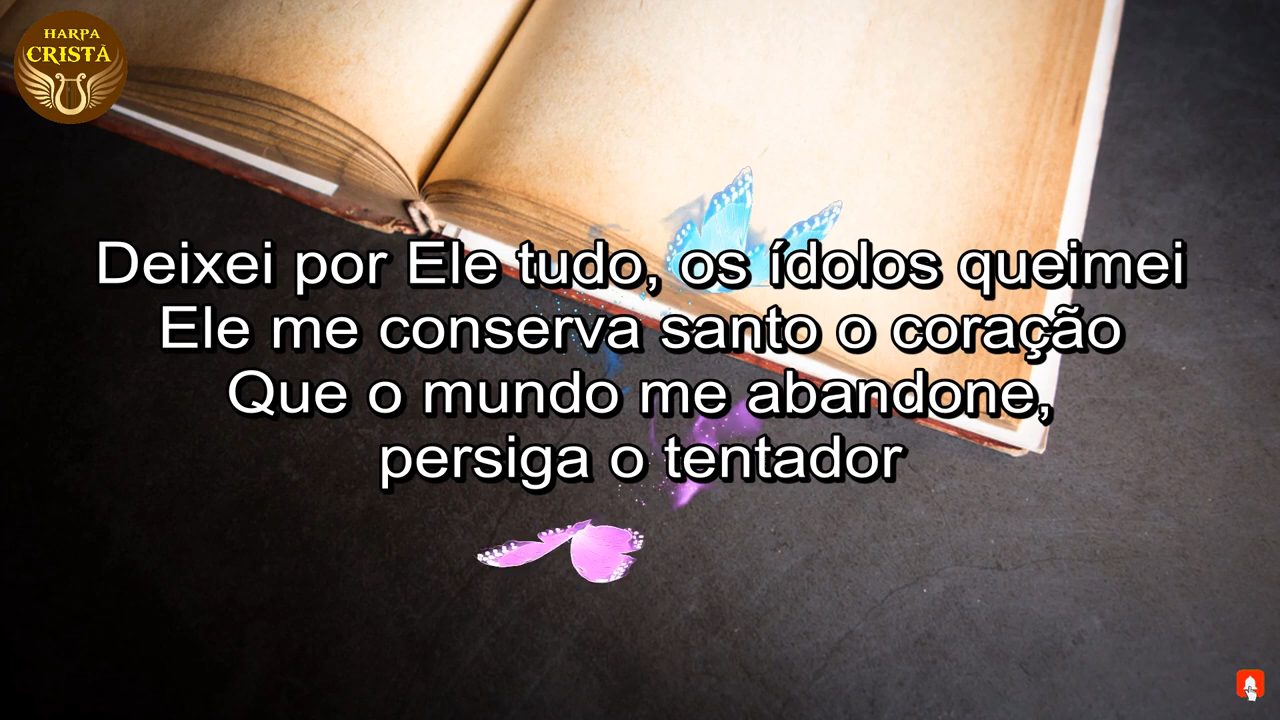 HARPA
CRISTÃ
Deixei por Ele tudo, os ídolos queimei
Ele me conserva santo o coração
Que o mundo me abandone,
persiga o tentador